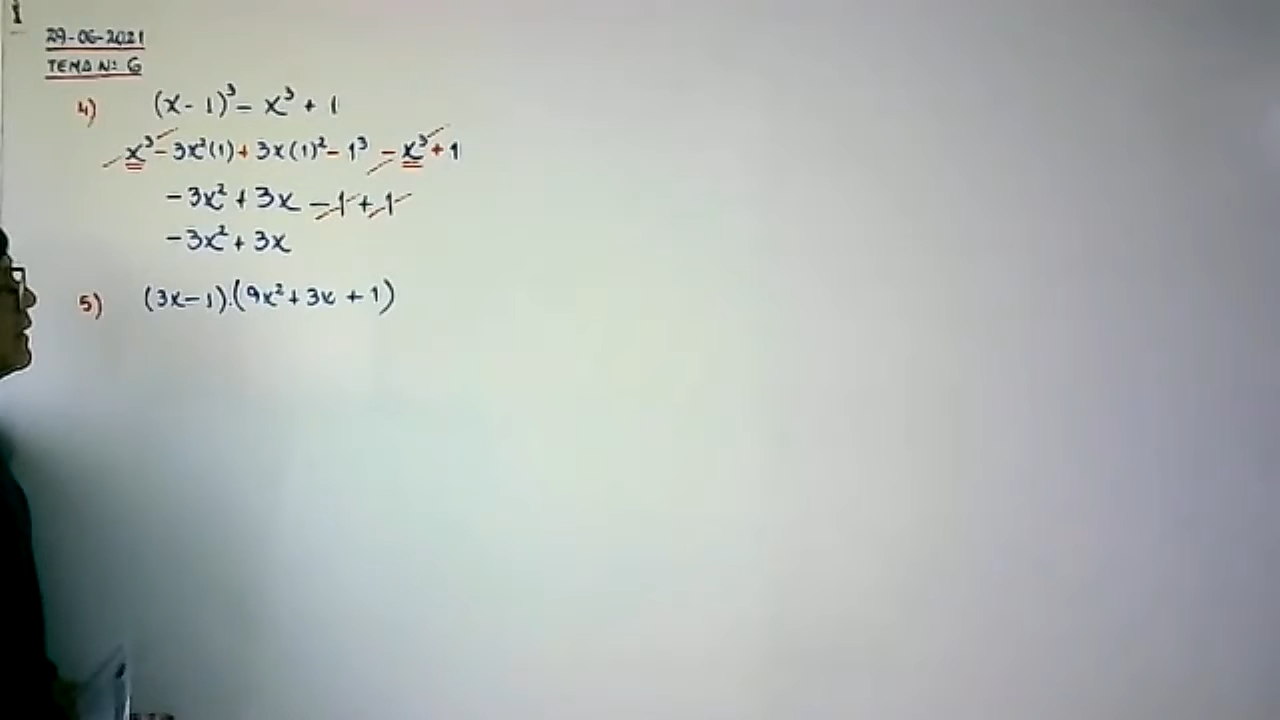 29-06-2021
TEMA Nº 6
4) (x - 1)³ - x³ + 1
x³ - 3x²(1) + 3x(1)² - 1³ - x³ + 1
- 3x² + 3x - 1 + 1
- 3x² + 3x
5) (3x - 1).(9x² + 3x + 1)